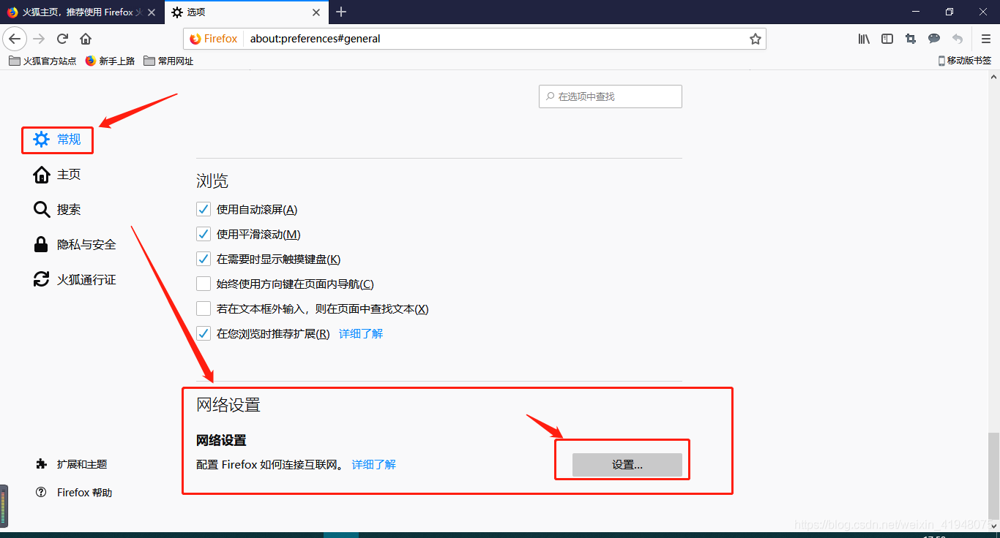 火狐主页，推荐使用 Firefox
选项
Firefox
about:preferences#general
火狐官方站点
新手上路
常用网址
移动版书签
在选项中查找
常规
主页
搜索
隐私与安全
火狐通行证
浏览
使用自动滚屏(A)
使用平滑滚动(M)
在需要时显示触摸键盘(K)
始终使用方向键在页面内导航(C)
若在文本框外输入，则在页面中查找文本(X)
在您浏览时推荐扩展(R) 详细了解
网络设置
网络设置
配置 Firefox 如何连接互联网。 详细了解
设置...
扩展和主题
Firefox 帮助